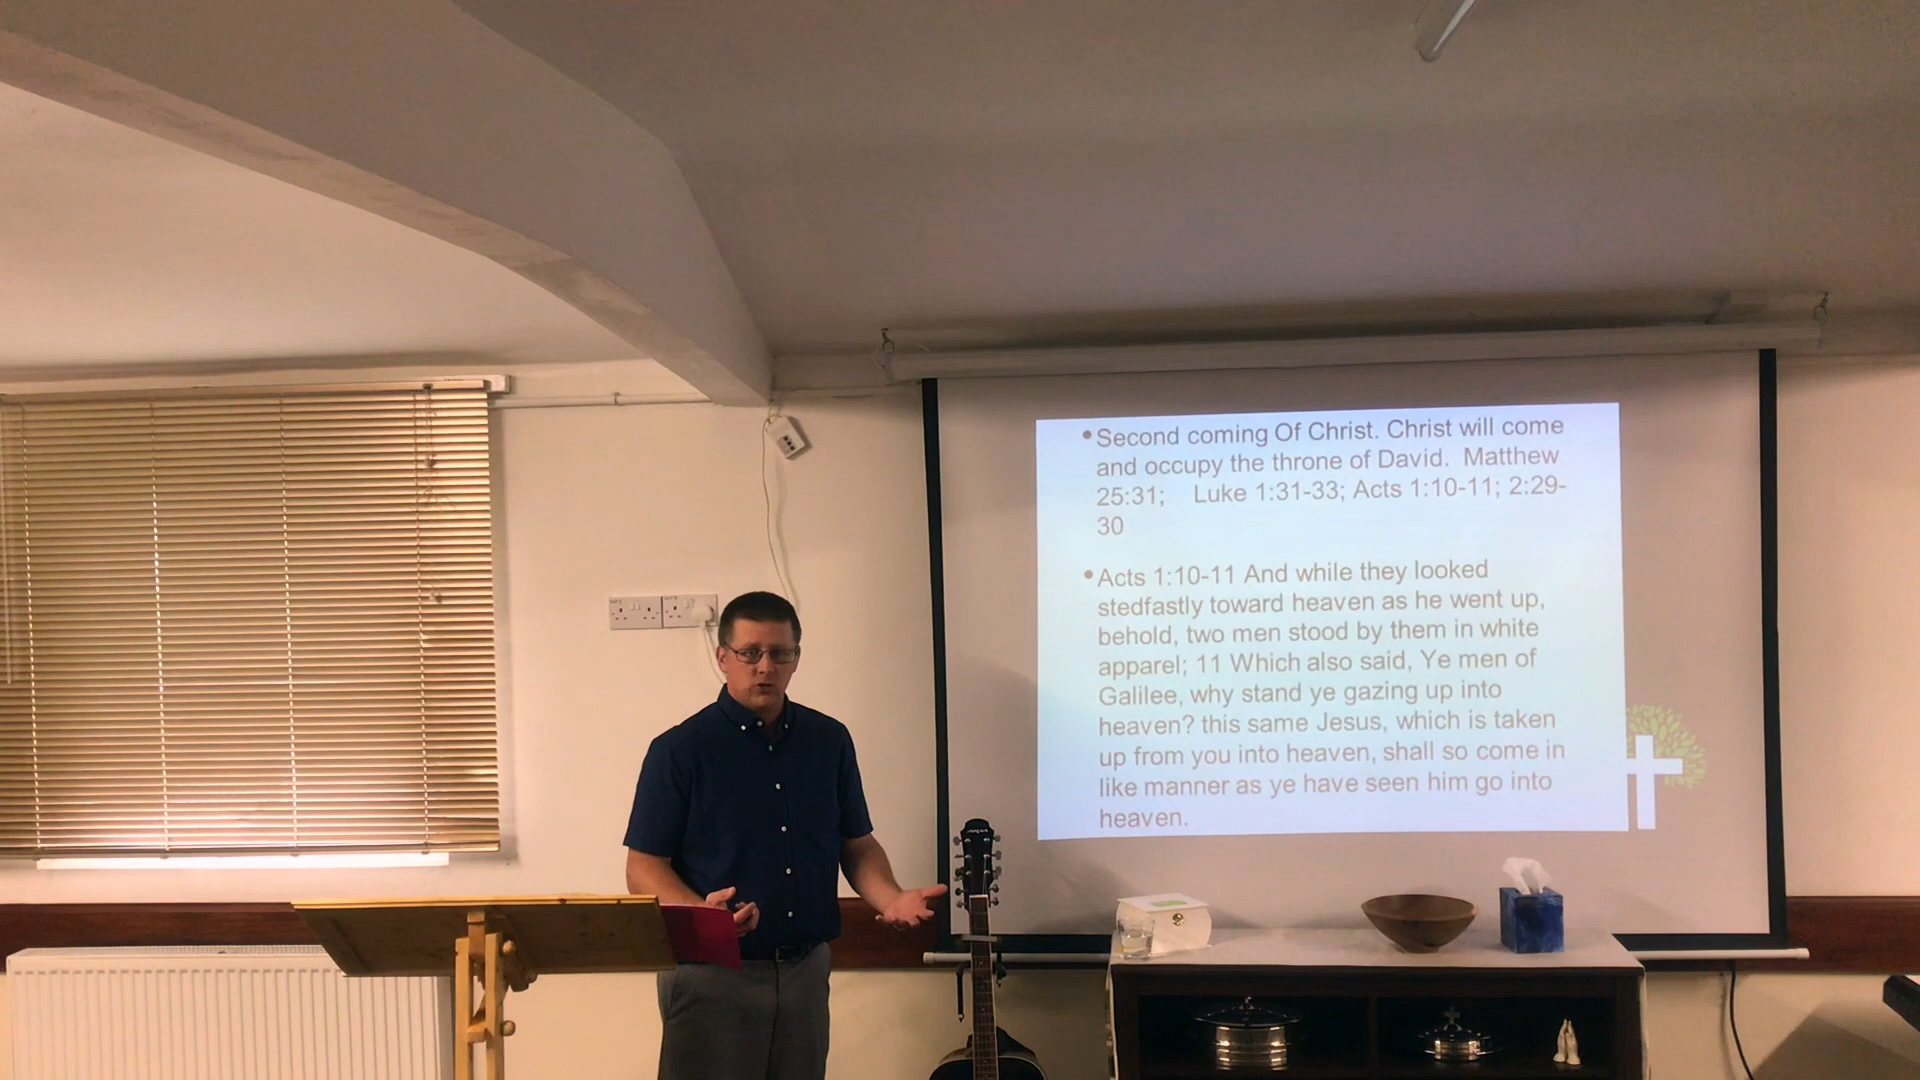 •Second coming Of Christ. Christ will come
and occupy the throne of David. Matthew
25:31; Luke 1:31-33; Acts 1:10-11; 2:29-
30
•Acts 1:10-11 And while they looked
stedfastly toward heaven as he went up,
behold, two men stood by them in white
apparel; 11 Which also said, Ye men of
Galilee, why stand ye gazing up into
heaven? this same Jesus, which is taken
up from you into heaven, shall so come in
like manner as ye have seen him go into
heaven.